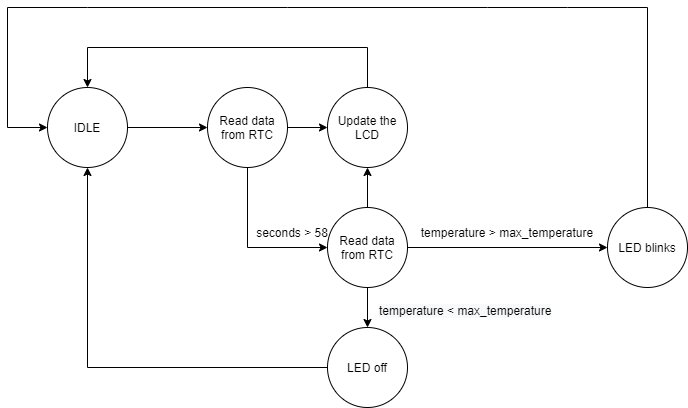 IDLE
Read data
from RTC
Update the
LCD
seconds > 58
Read data
from RTC
temperature > max_temperature
LED blinks
temperature < max_temperature
LED off